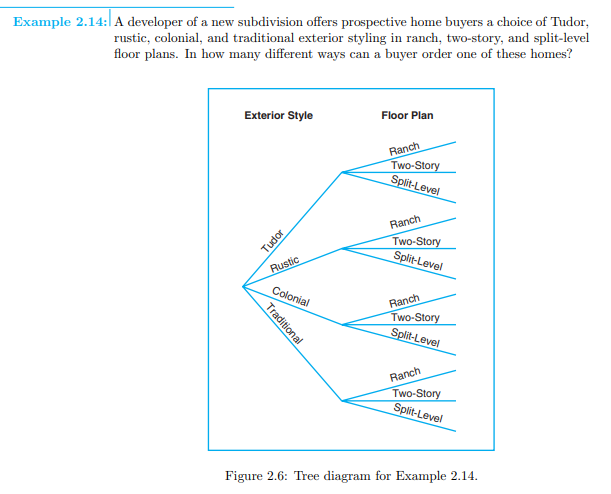 Example 2.14: A developer of a new subdivision offers prospective home buyers a choice of Tudor,
rustic, colonial, and traditional exterior styling in ranch, two-story, and split-level
floor plans. In how many different ways can a buyer order one of these homes?
Exterior Style Floor Plan
Ranch
Two-Story
Split-Level
Tudor
Ranch
Two-Story
Rustic
Split-Level
Colonial
Ranch
Two-Story
Traditional
Split-Level
Ranch
Two-Story
Split-Level
Figure 2.6: Tree diagram for Example 2.14.